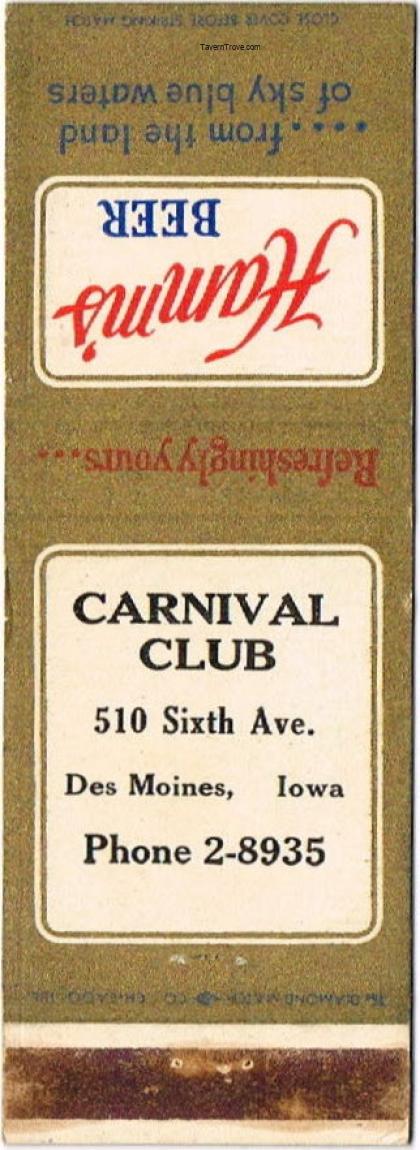 CLOSE COVER BEFORE STRIKING MATCH
TavernTrove.com
....from the land
of sky blue waters
Hamm's
BEER
Refreshingly yours...
CARNIVAL
CLUB
510 Sixth Ave.
Des Moines, Iowa
Phone 2-8935
THE DIAMOND MATCH CO. CHICAGO, ILL.